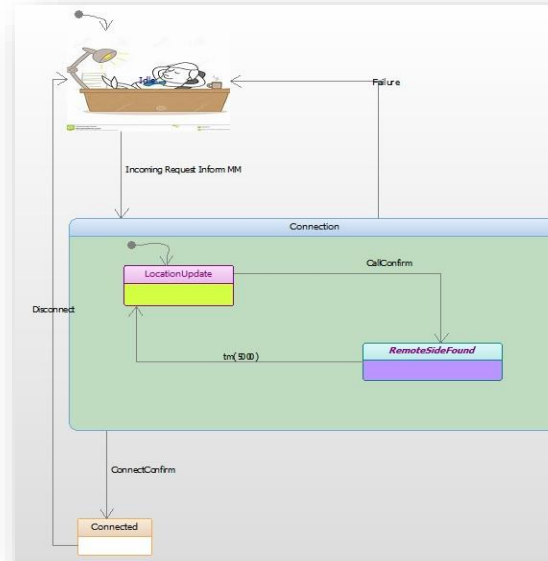 Idle
Failure
Incoming Request Inform MM
Connection
LocationUpdate
CallConfirm
Disconnect
RemoteSideFound
tm(5000)
ConnectConfirm
Connected